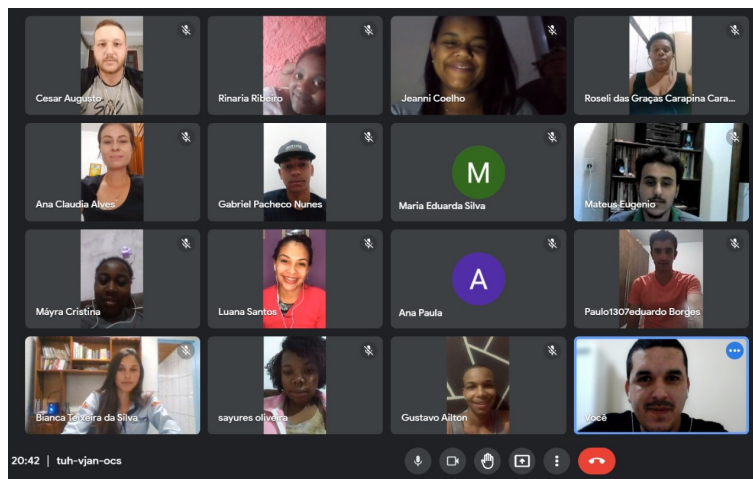 Cesar Augusto
Rinaria Ribeiro
Jeanni Coelho
Roseli das Graças Carapina Cara...
Ana Claudia Alves
Gabriel Pacheco Nunes
M
Maria Eduarda Silva
Mateus Eugenio
Máyra Cristina
Luana Santos
A
Ana Paula
Paulo1307eduardo Borges
Bianca Teixeira da Silva
sayures oliveira
Gustavo Ailton
Você
20:42 | tuh-vjan-ocs